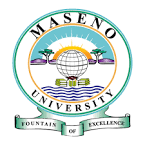 MASENO
UNIVERSITY
FOUNTAIN OF EXCELLENCE